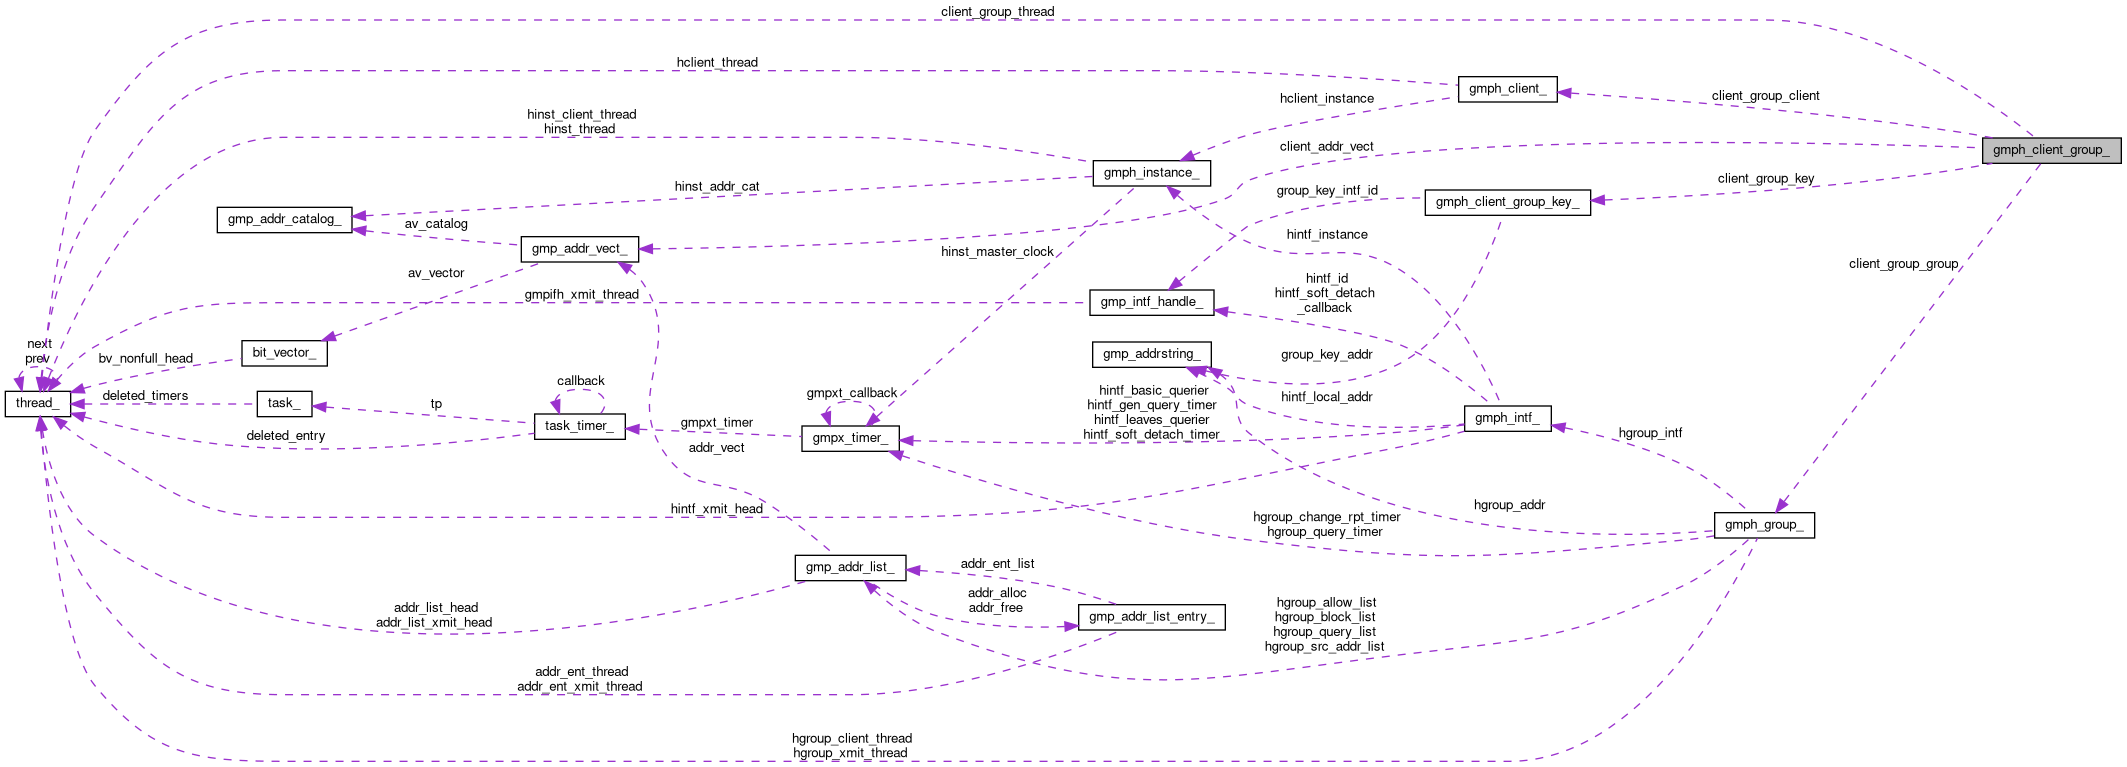 client_group_thread
hclient_thread
gmph_client_
client_group_client
hclient_instance
hinst_client_thread
hinst_thread
client_addr_vect
gmph_client_group_
gmph_instance_
client_group_key
hinst_addr_cat
group_key_intf_id
gmph_client_group_key_
gmp_addr_catalog_
av_catalog
gmp_addr_vect_
hintf_instance
hinst_master_clock
client_group_group
av_vector
hintf_id
hintf_soft_detach
_callback
gmpifh_xmit_thread
gmp_intf_handle_
next
prev
bit_vector_
bv_nonfull_head
gmp_addrstring_
group_key_addr
callback
gmpxt_callback
hintf_basic_querier
hintf_gen_query_timer
hintf_leaves_querier
hintf_soft_detach_timer
hintf_local_addr
thread_
deleted_timers
task_
tp
task_timer_
deleted_entry
gmpxt_timer
gmpx_timer_
gmph_intf_
hgroup_intf
addr_vect
hintf_xmit_head
hgroup_addr
hgroup_change_rpt_timer
hgroup_query_timer
gmph_group_
gmp_addr_list_
addr_ent_list
addr_alloc
addr_free
gmp_addr_list_entry_
addr_list_head
addr_list_xmit_head
hgroup_allow_list
hgroup_block_list
hgroup_query_list
hgroup_src_addr_list
addr_ent_thread
addr_ent_xmit_thread
hgroup_client_thread
hgroup_xmit_thread